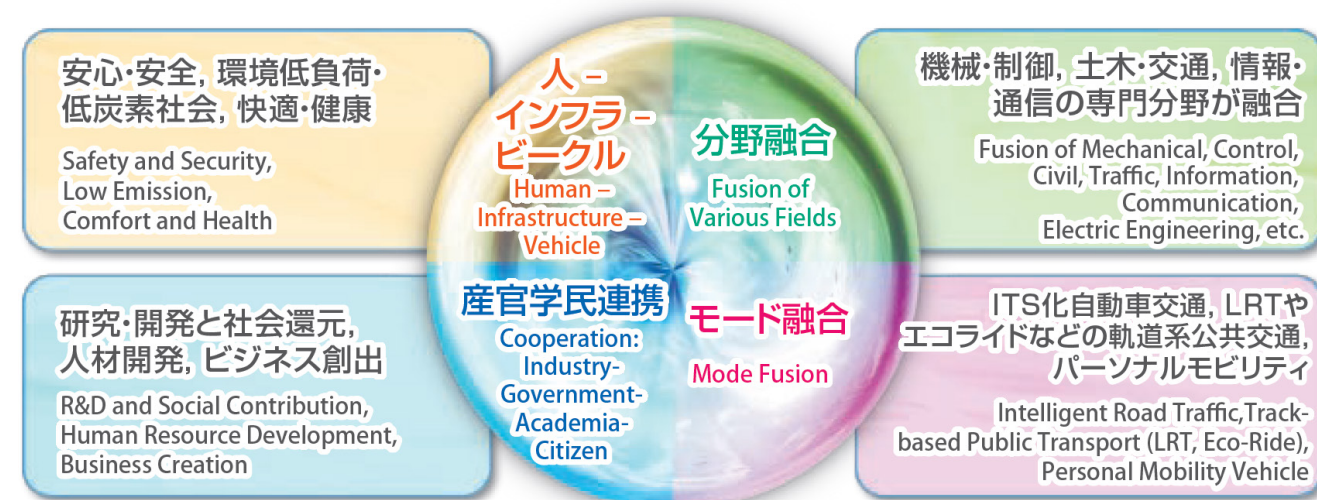 安心・安全, 環境低負荷・
低炭素社会, 快適・健康
Safety and Security,
Low Emission,
Comfort and Health
人 –
インフラ –
ビークル
Human –
Infrastructure –
Vehicle
分野融合
Fusion of
Various Fields
機械・制御, 土木・交通, 情報・
通信の専門分野が融合
Fusion of Mechanical, Control,
Civil, Traffic, Information,
Communication,
Electric Engineering, etc.
研究・開発と社会還元,
人材開発, ビジネス創出
R&D and Social Contribution,
Human Resource Development,
Business Creation
産官学民連携
Cooperation:
Industry-
Government-
Academia-
Citizen
モード融合
Mode Fusion
ITS化自動車交通, LRTや
エコライドなどの軌道系公共交通,
パーソナルモビリティ
Intelligent Road Traffic,Track-
based Public Transport (LRT, Eco-Ride),
Personal Mobility Vehicle